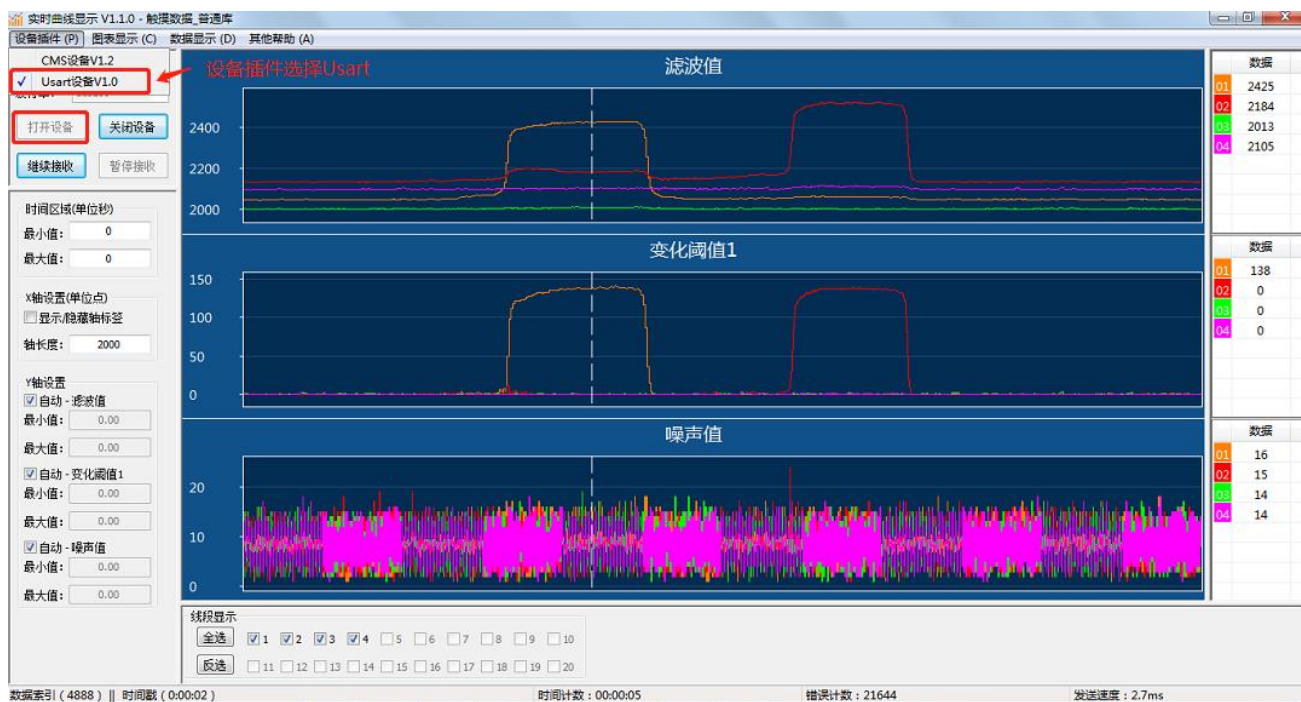 实时曲线显示 V1.1.0 - 触摸数据_普通库
设备插件 (P) 图表显示 (C) 数据显示 (D) 其他帮助 (A)
CMS设备V1.2
✓ Usart设备V1.0
设备插件选择Usart
打开设备 关闭设备
继续接收 暂停接收
时间区域(单位秒)
最小值: 0
最大值: 0
X轴设置(单位点)
显示/隐藏轴标签
轴长度: 2000
Y轴设置
自动 - 滤波值
最小值: 0.00
最大值: 0.00
自动 - 变化阈值1
最小值: 0.00
最大值: 0.00
自动 - 噪声值
最小值: 0.00
最大值: 0.00
滤波值
2400
2200
2000
数据
01 2425
02 2184
03 2013
04 2105
变化阈值1
150
100
50
0
数据
01 138
02 0
03 0
04 0
噪声值
20
10
0
数据
01 16
02 15
03 14
04 14
线段显示
全选 1 2 3 4 5 6 7 8 9 10
反选 11 12 13 14 15 16 17 18 19 20
数据索引 ( 4888 ) || 时间戳 ( 0:00:02 ) 时间计数 : 00:00:05 错误计数 : 21644 发送速度 : 2.7ms